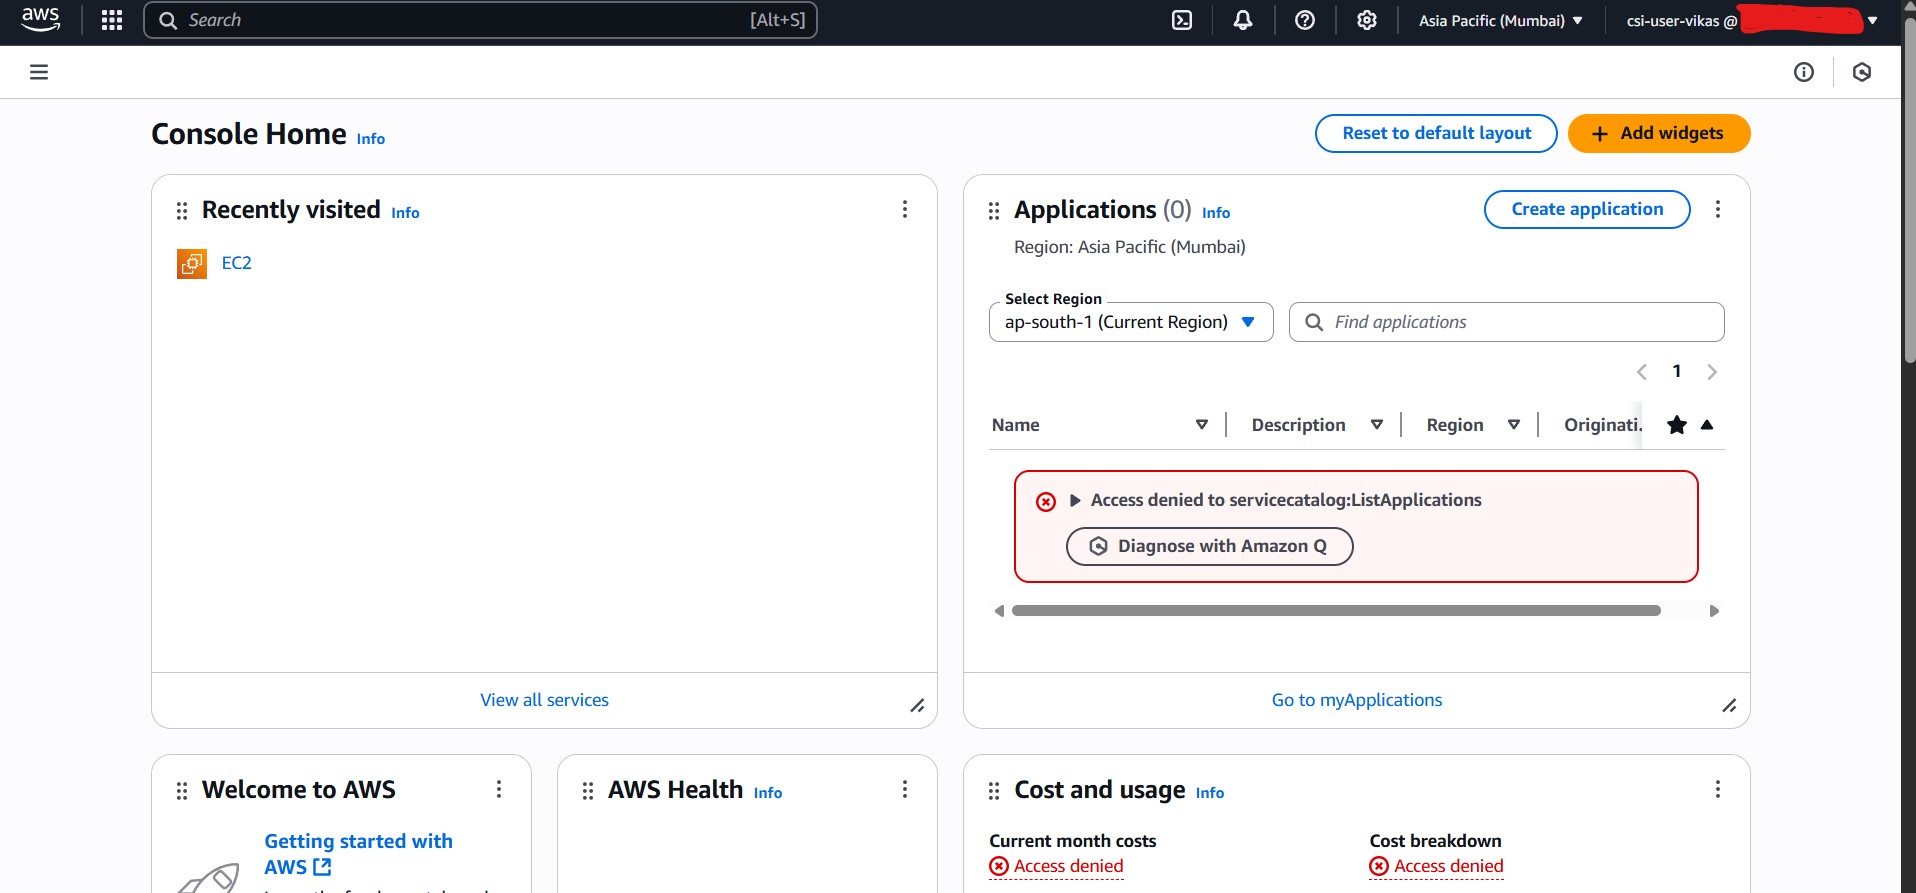 aws
Search [Alt+S]
Asia Pacific (Mumbai)
csi-user-vikas @
Console Home Info
Reset to default layout
Add widgets
Recently visited Info
EC2
View all services
Applications (0) Info
Create application
Region: Asia Pacific (Mumbai)
Select Region
ap-south-1 (Current Region)
Find applications
1
Name Description Region Originati.
Access denied to servicecatalog:ListApplications
Diagnose with Amazon Q
Go to myApplications
Welcome to AWS
Getting started with
AWS
AWS Health Info
Cost and usage Info
Current month costs
Access denied
Cost breakdown
Access denied